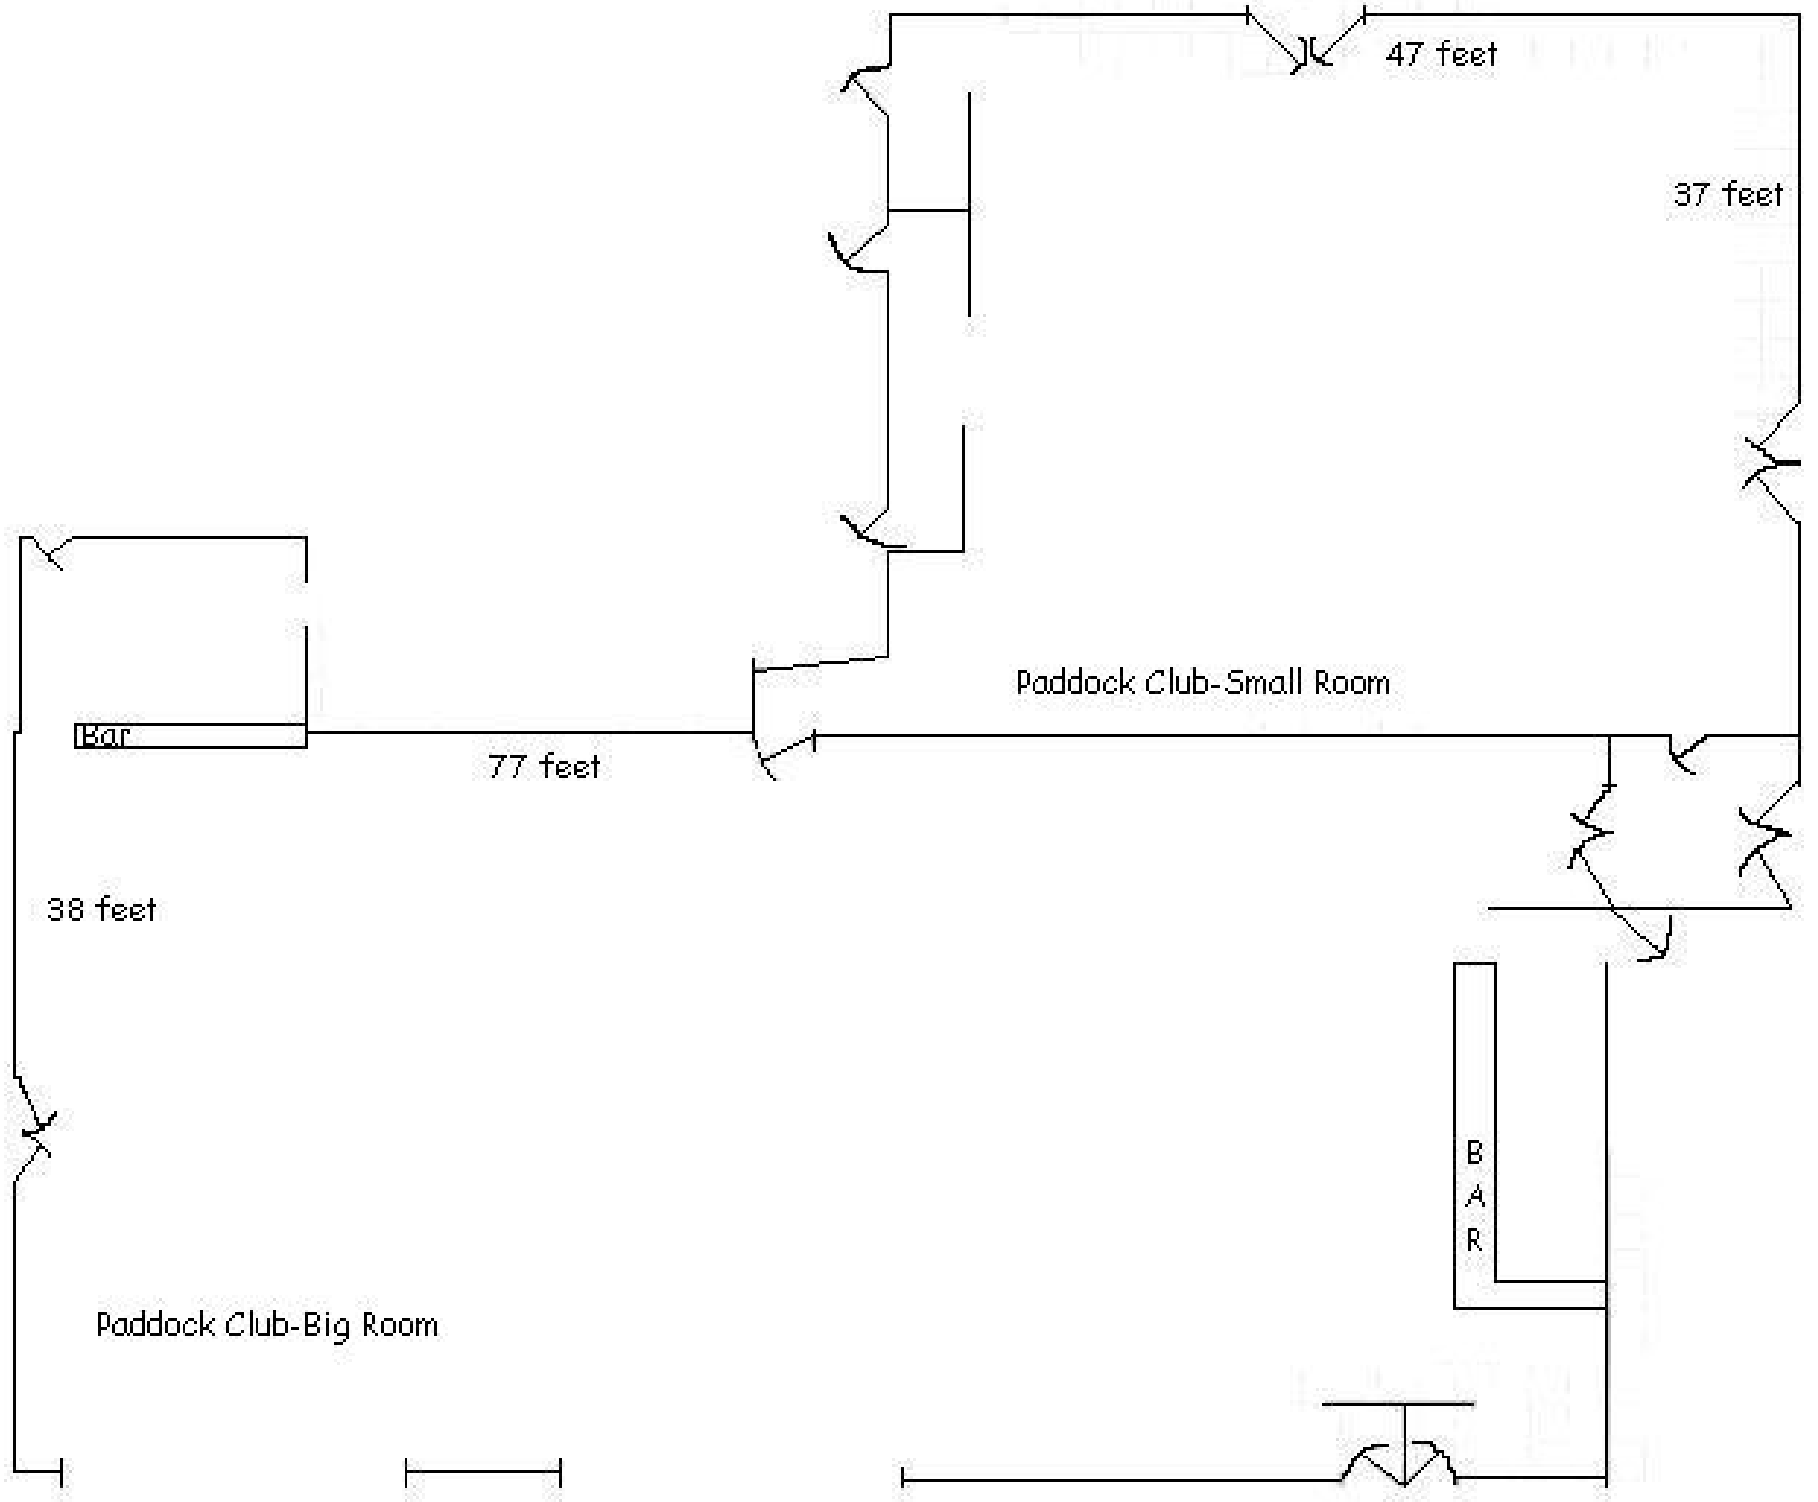 47 feet
37 feet
Paddock Club-Small Room
Bar
77 feet
38 feet
B
A
R
Paddock Club-Big Room